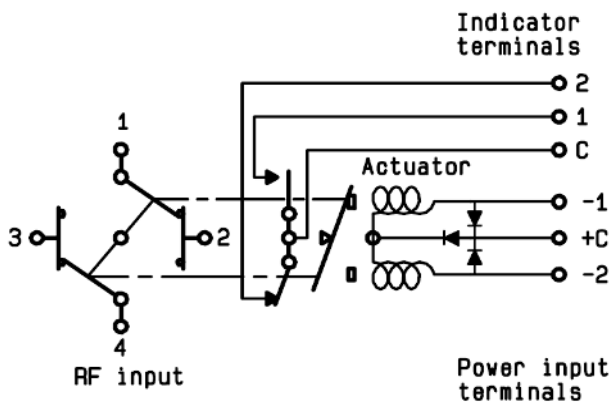 Indicator
terminals
2
1
C
1
Actuator
-1
3
2
+C
-2
4
RF input
Power input
terminals